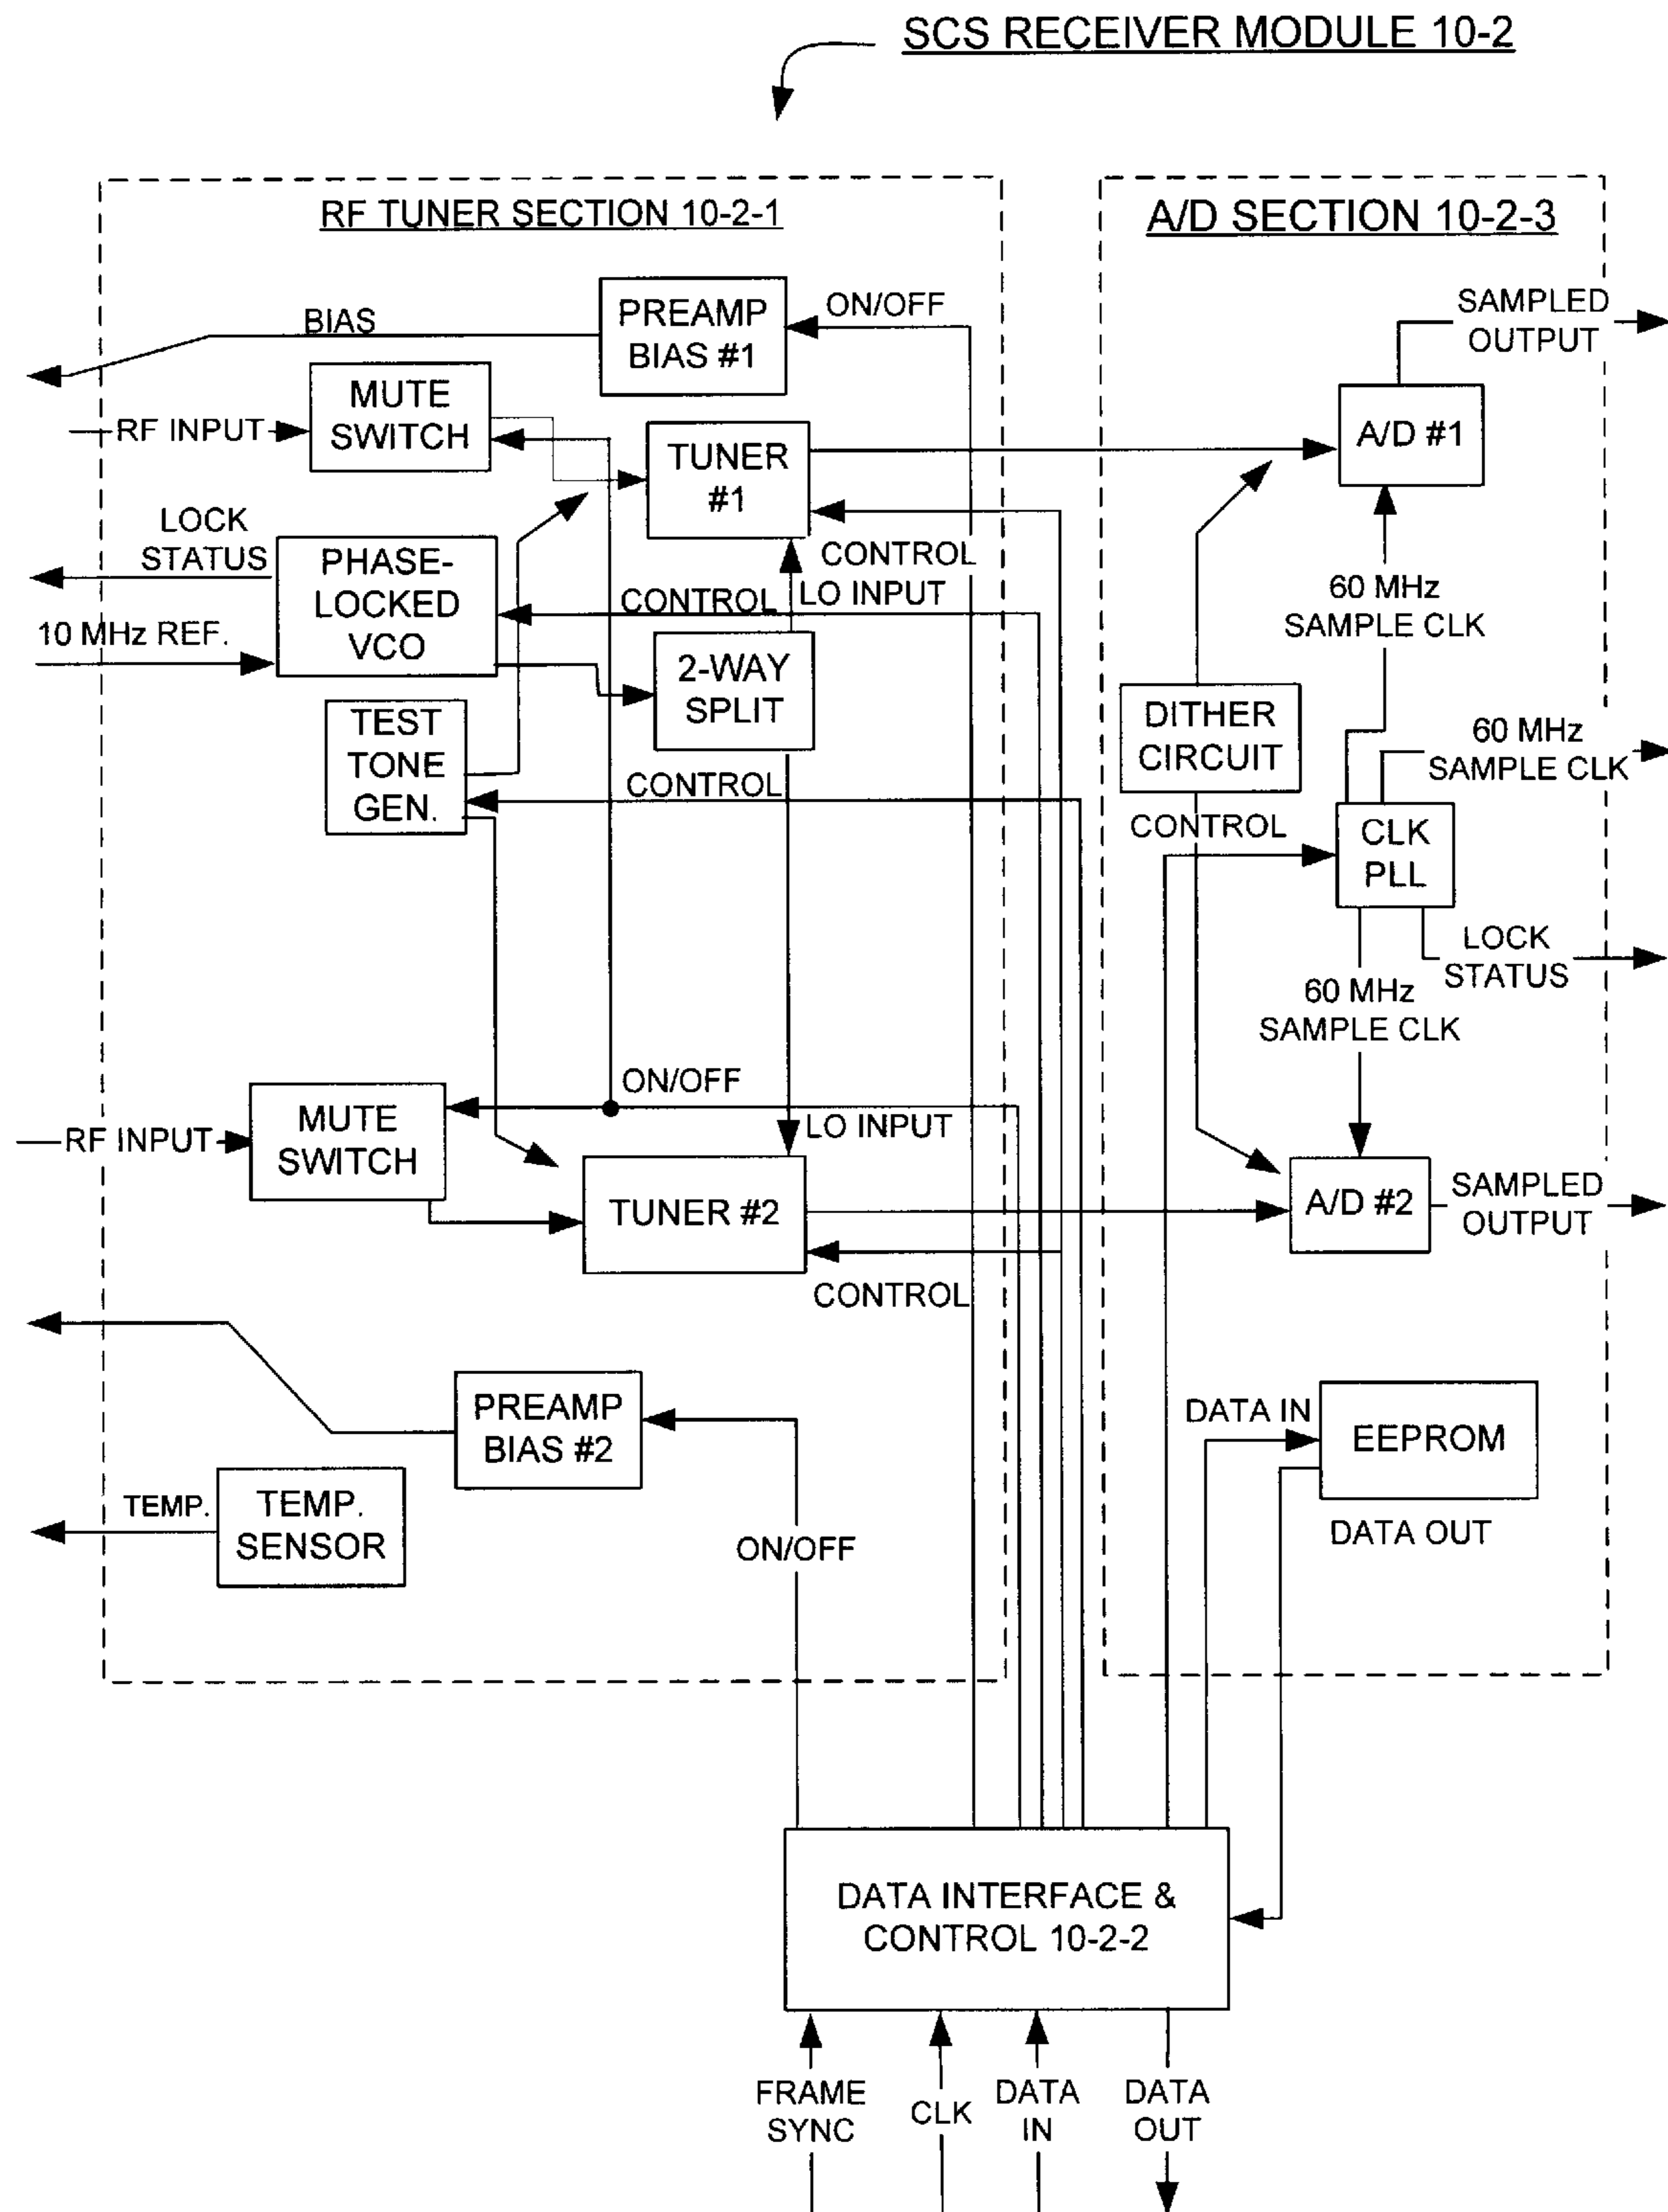 SCS RECEIVER MODULE 10-2
RF TUNER SECTION 10-2-1
A/D SECTION 10-2-3
BIAS
PREAMP
BIAS #1
ON/OFF
SAMPLED
OUTPUT
MUTE
SWITCH
RF INPUT
TUNER
#1
A/D #1
LOCK
STATUS
PHASE-
LOCKED
VCO
10 MHz REF.
CONTROL
LO INPUT
CONTROL
60 MHz
SAMPLE CLK
2-WAY
SPLIT
TEST
TONE
GEN.
CONTROL
DITHER
CIRCUIT
60 MHz
SAMPLE CLK
CONTROL
CLK
PLL
LOCK
STATUS
60 MHz
SAMPLE CLK
ON/OFF
MUTE
SWITCH
RF INPUT
LO INPUT
TUNER #2
A/D #2
SAMPLED
OUTPUT
CONTROL
PREAMP
BIAS #2
DATA IN
EEPROM
DATA OUT
TEMP.
TEMP.
SENSOR
ON/OFF
DATA INTERFACE &
CONTROL 10-2-2
FRAME
SYNC
CLK
DATA
IN
DATA
OUT